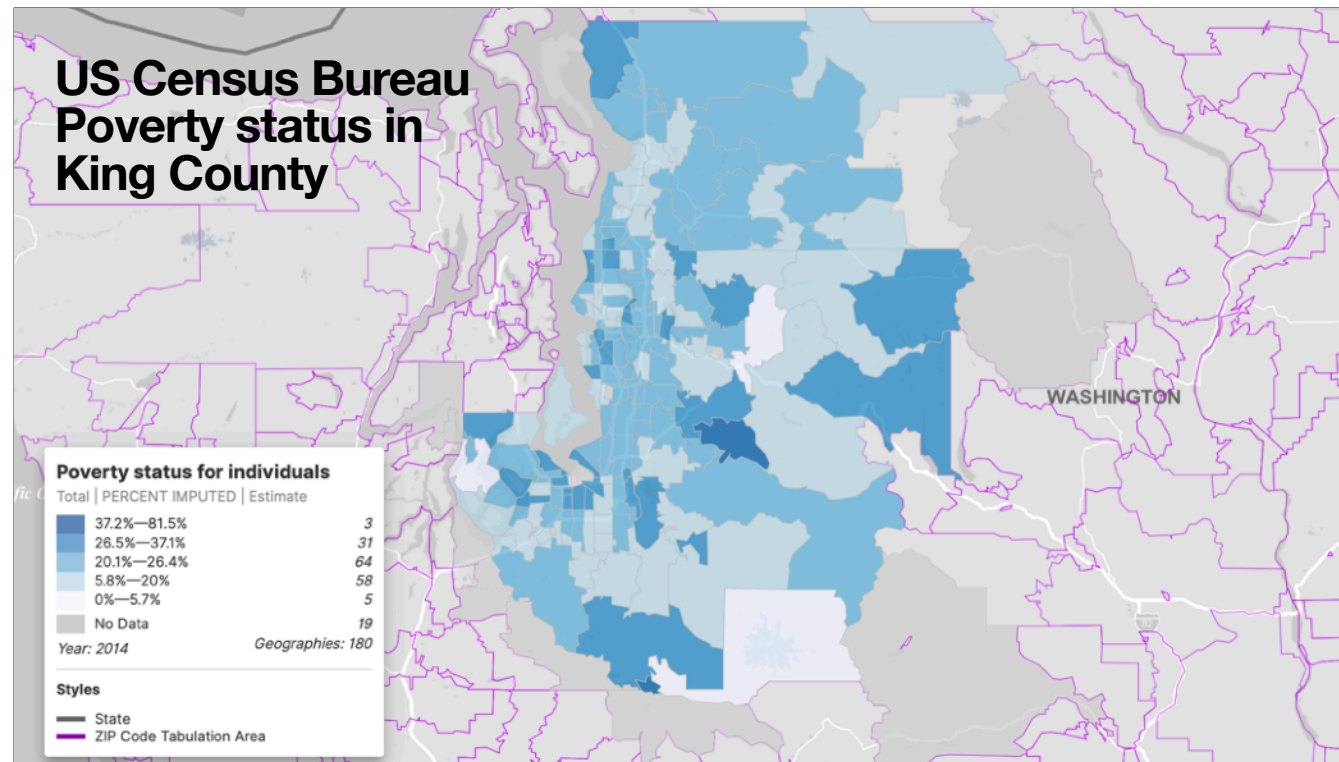 US Census Bureau
Poverty status in
King County
WASHINGTON
Poverty status for individuals
Total | PERCENT IMPUTED | Estimate
37.2%—81.5% 3
26.5%—37.1% 31
20.1%—26.4% 64
5.8%—20% 58
0%—5.7% 5
No Data 19
Year: 2014 Geographies: 180
Styles
State
ZIP Code Tabulation Area